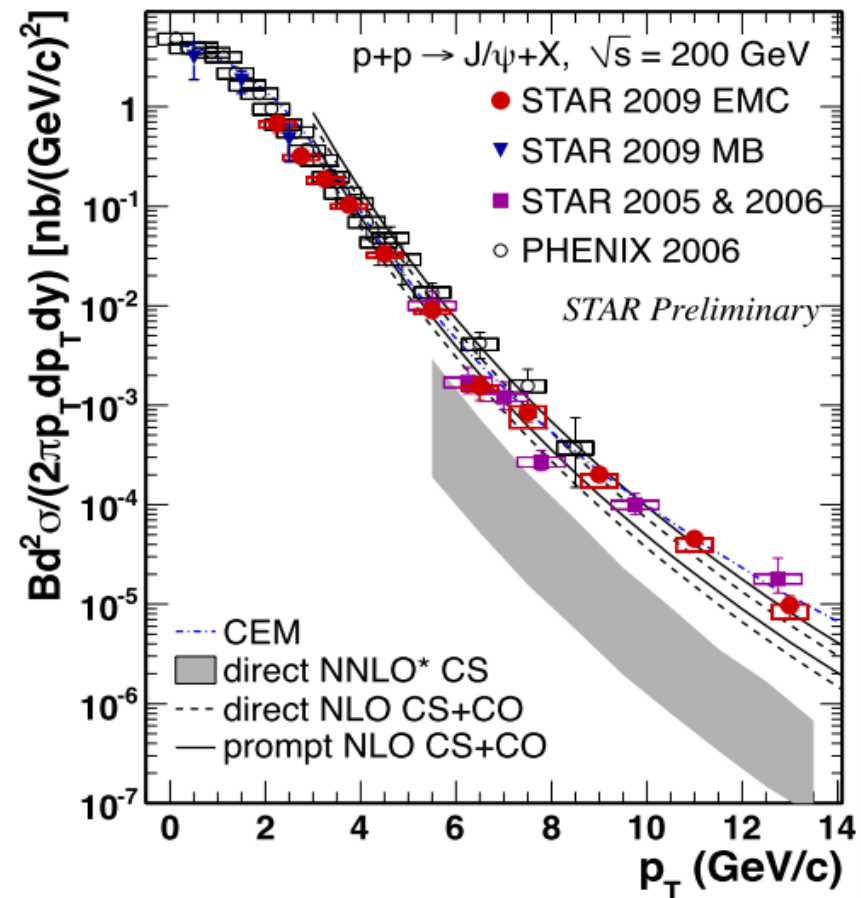 p+p → J/ψ+X, √s = 200 GeV
STAR 2009 EMC
STAR 2009 MB
STAR 2005 & 2006
PHENIX 2006
STAR Preliminary
CEM
direct NNLO* CS
direct NLO CS+CO
prompt NLO CS+CO
Bd²σ/(2πp_T dp_T dy) [nb/(GeV/c)²]
1
10⁻¹
10⁻²
10⁻³
10⁻⁴
10⁻⁵
10⁻⁶
10⁻⁷
0 2 4 6 8 10 12 14
p_T (GeV/c)